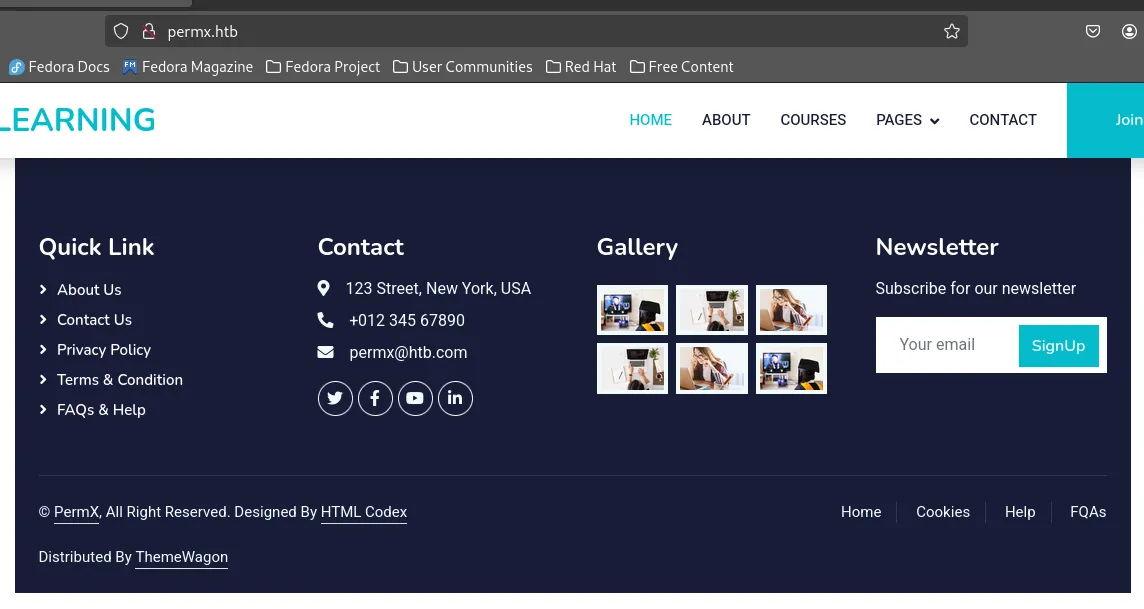 permx.htb
Fedora Docs Fedora Magazine Fedora Project User Communities Red Hat Free Content
LEARNING HOME ABOUT COURSES PAGES CONTACT Join
Quick Link
About Us
Contact Us
Privacy Policy
Terms & Condition
FAQs & Help
Contact
123 Street, New York, USA
+012 345 67890
permx@htb.com
Gallery
Newsletter
Subscribe for our newsletter
Your email SignUp
© PermX, All Right Reserved. Designed By HTML Codex
Distributed By ThemeWagon
Home Cookies Help FQAs